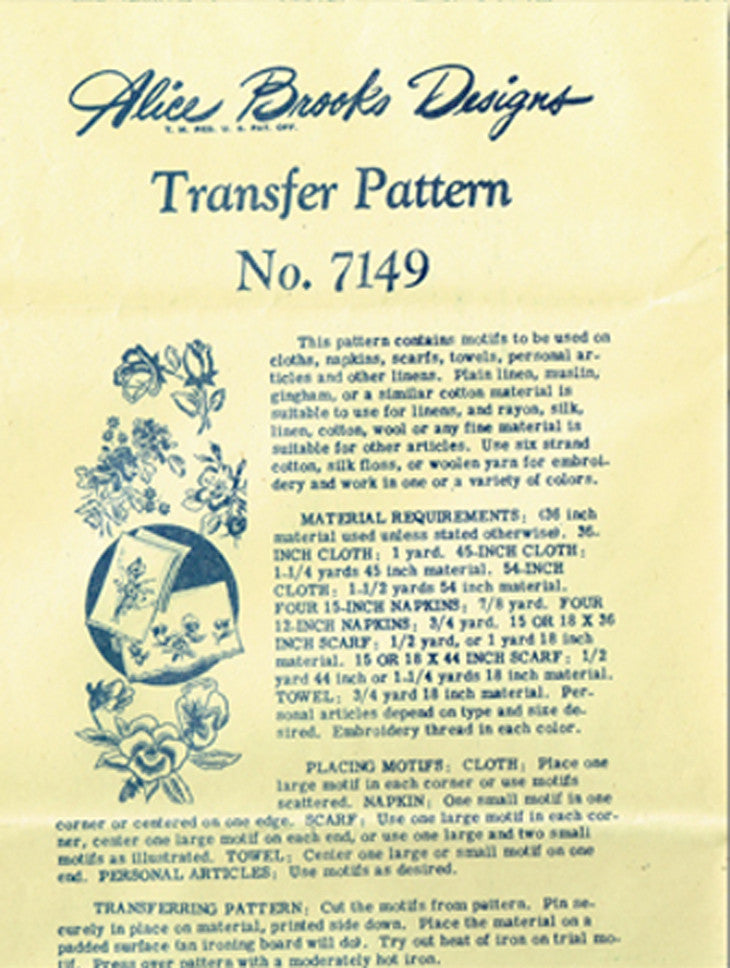 Alice Brooks Designs
T. M. REG. U. S. PAT. OFF.
Transfer Pattern
No. 7149
This pattern contains motifs to be used on
cloths, napkins, scarfs, towels, personal ar-
ticles and other linens. Plain linen, muslin,
gingham, or a similar cotton material is
suitable to use for linens, and rayon, silk,
linen, cotton, wool or any fine material is
suitable for other articles. Use six strand
cotton, silk floss, or woolen yarn for embroi-
dery and work in one or a variety of colors.
MATERIAL REQUIREMENTS: (36 inch
material used unless stated otherwise). 36-
INCH CLOTH: 1 yard. 45-INCH CLOTH:
1-1/4 yards 45 inch material. 54-INCH
CLOTH: 1-1/2 yards 54 inch material.
FOUR 15-INCH NAPKINS: 7/8 yard. FOUR
12-INCH NAPKINS: 3/4 yard. 15 OR 18 X 36
INCH SCARF: 1/2 yard, or 1 yard 18 inch
material. 15 OR 18 X 44 INCH SCARF: 1/2
yard 44 inch or 1-1/4 yards 18 inch material.
TOWEL: 3/4 yard 18 inch material. Per-
sonal articles depend on type and size de-
sired. Embroidery thread in each color.
PLACING MOTIFS: CLOTH: Place one
large motif in each corner or use motifs
scattered. NAPKIN: One small motif in one
corner or centered on one edge. SCARF: Use one large motif in each cor-
ner, center one large motif on each end, or use one large and two small
motifs as illustrated. TOWEL: Center one large or small motif on one
end. PERSONAL ARTICLES: Use motifs as desired.
TRANSFERRING PATTERN: Cut the motifs from pattern. Pin se-
curely in place on material, printed side down. Place the material on a
padded surface (an ironing board will do). Try out heat of iron on trial mo-
tif. Press over pattern with a moderately hot iron.